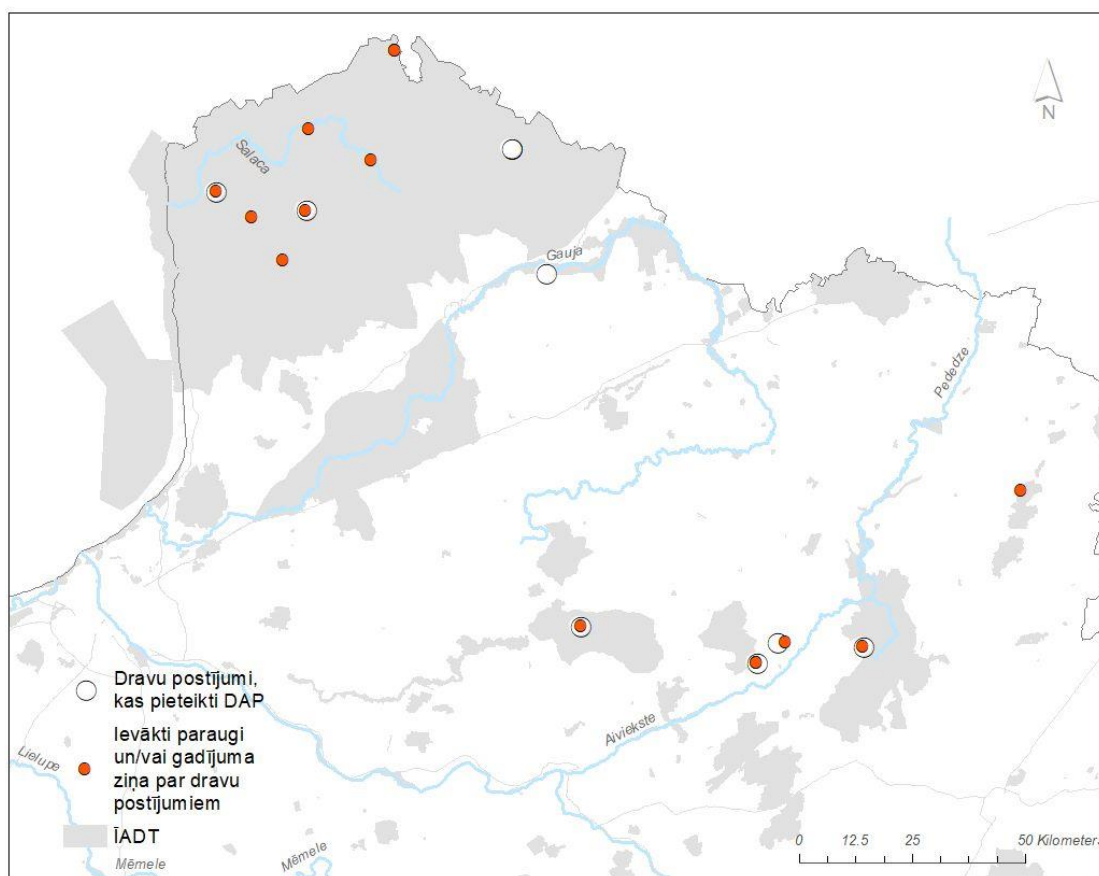 N
Salaca
Gauja
Pededze
Aiviekste
Lielupe
Mēmele
Mēmele
Dravu postījumi,
kas pieteikti DAP
Ievākti paraugi
un/vai gadījuma
ziņa par dravu
postījumiem
ĪADT
0 12.5 25 50 Kilometers